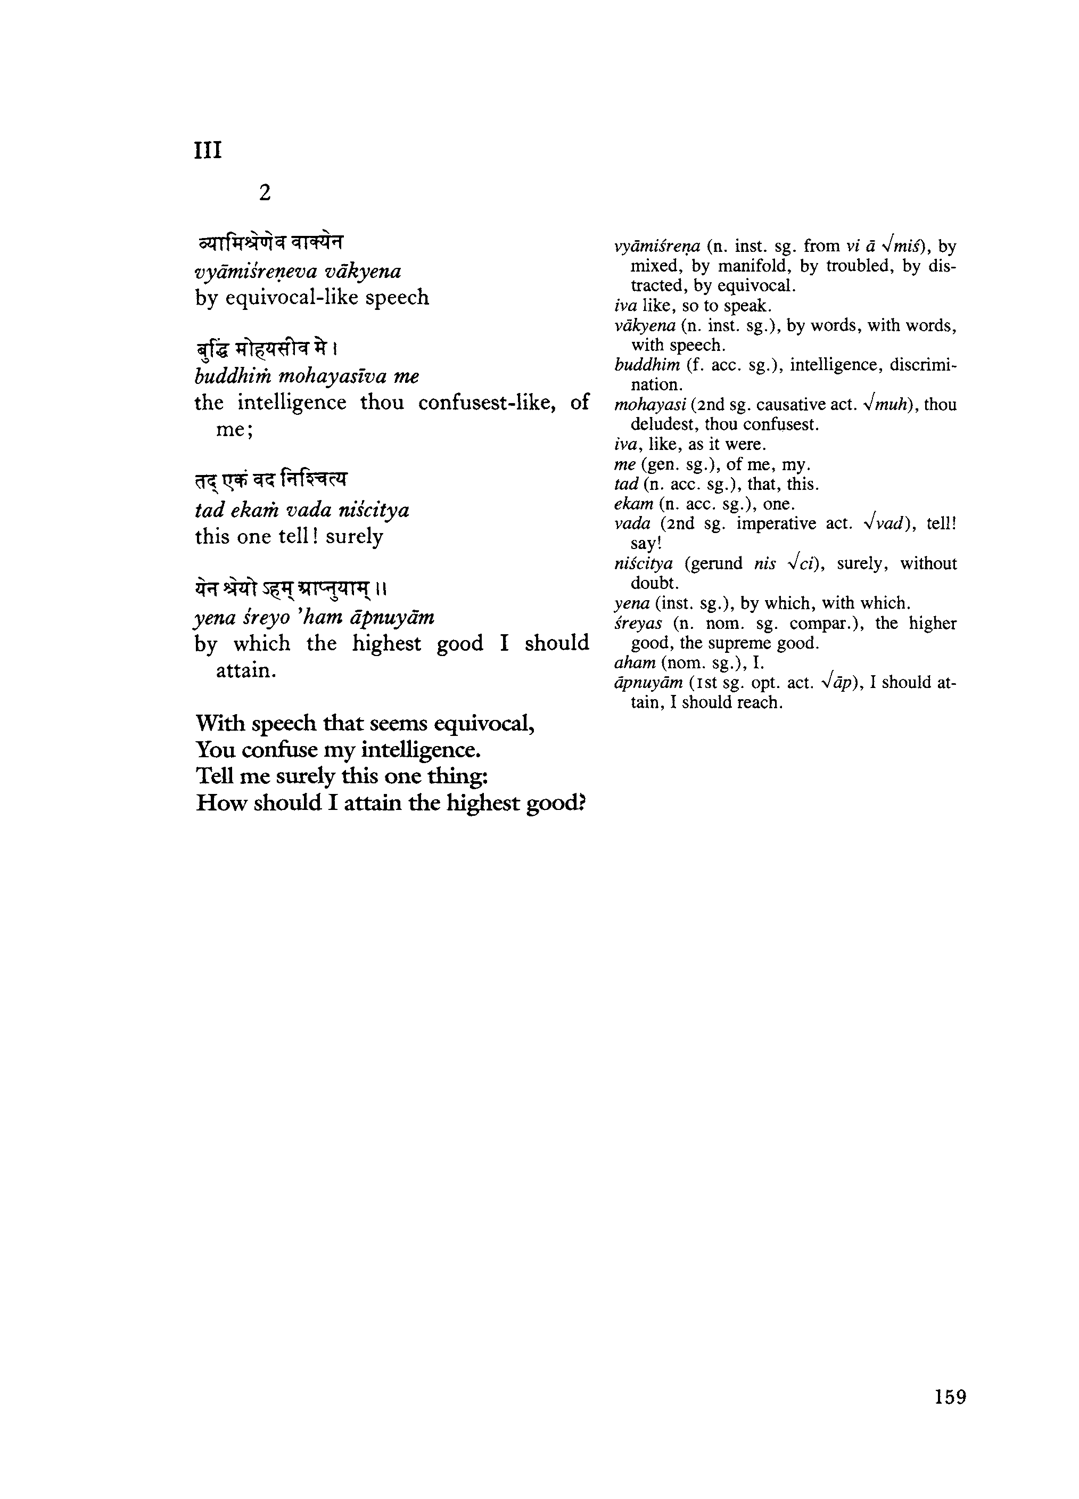 III
2
व्यामिश्रेणेव वाक्येन
vyāmiśreṇeva vākyena
by equivocal-like speech
बुद्धिं मोहयसीव मे ।
buddhiṁ mohayasīva me
the intelligence thou confusest-like, of
me;
तद् एकं वद निश्चित्य
tad ekaṁ vada niścitya
this one tell! surely
येन श्रेयो ऽहम् आप्नुयाम् ॥
yena śreyo 'ham āpnuyām
by which the highest good I should
attain.
With speech that seems equivocal,
You confuse my intelligence.
Tell me surely this one thing:
How should I attain the highest good?
vyāmiśreṇa (n. inst. sg. from vi ā √miś), by
mixed, by manifold, by troubled, by dis-
tracted, by equivocal.
iva like, so to speak.
vākyena (n. inst. sg.), by words, with words,
with speech.
buddhim (f. acc. sg.), intelligence, discrimi-
nation.
mohayasi (2nd sg. causative act. √muh), thou
deludest, thou confusest.
iva, like, as it were.
me (gen. sg.), of me, my.
tad (n. acc. sg.), that, this.
ekam (n. acc. sg.), one.
vada (2nd sg. imperative act. √vad), tell!
say!
niścitya (gerund nis √ci), surely, without
doubt.
yena (inst. sg.), by which, with which.
śreyas (n. nom. sg. compar.), the higher
good, the supreme good.
aham (nom. sg.), I.
āpnuyām (1st sg. opt. act. √āp), I should at-
tain, I should reach.
159